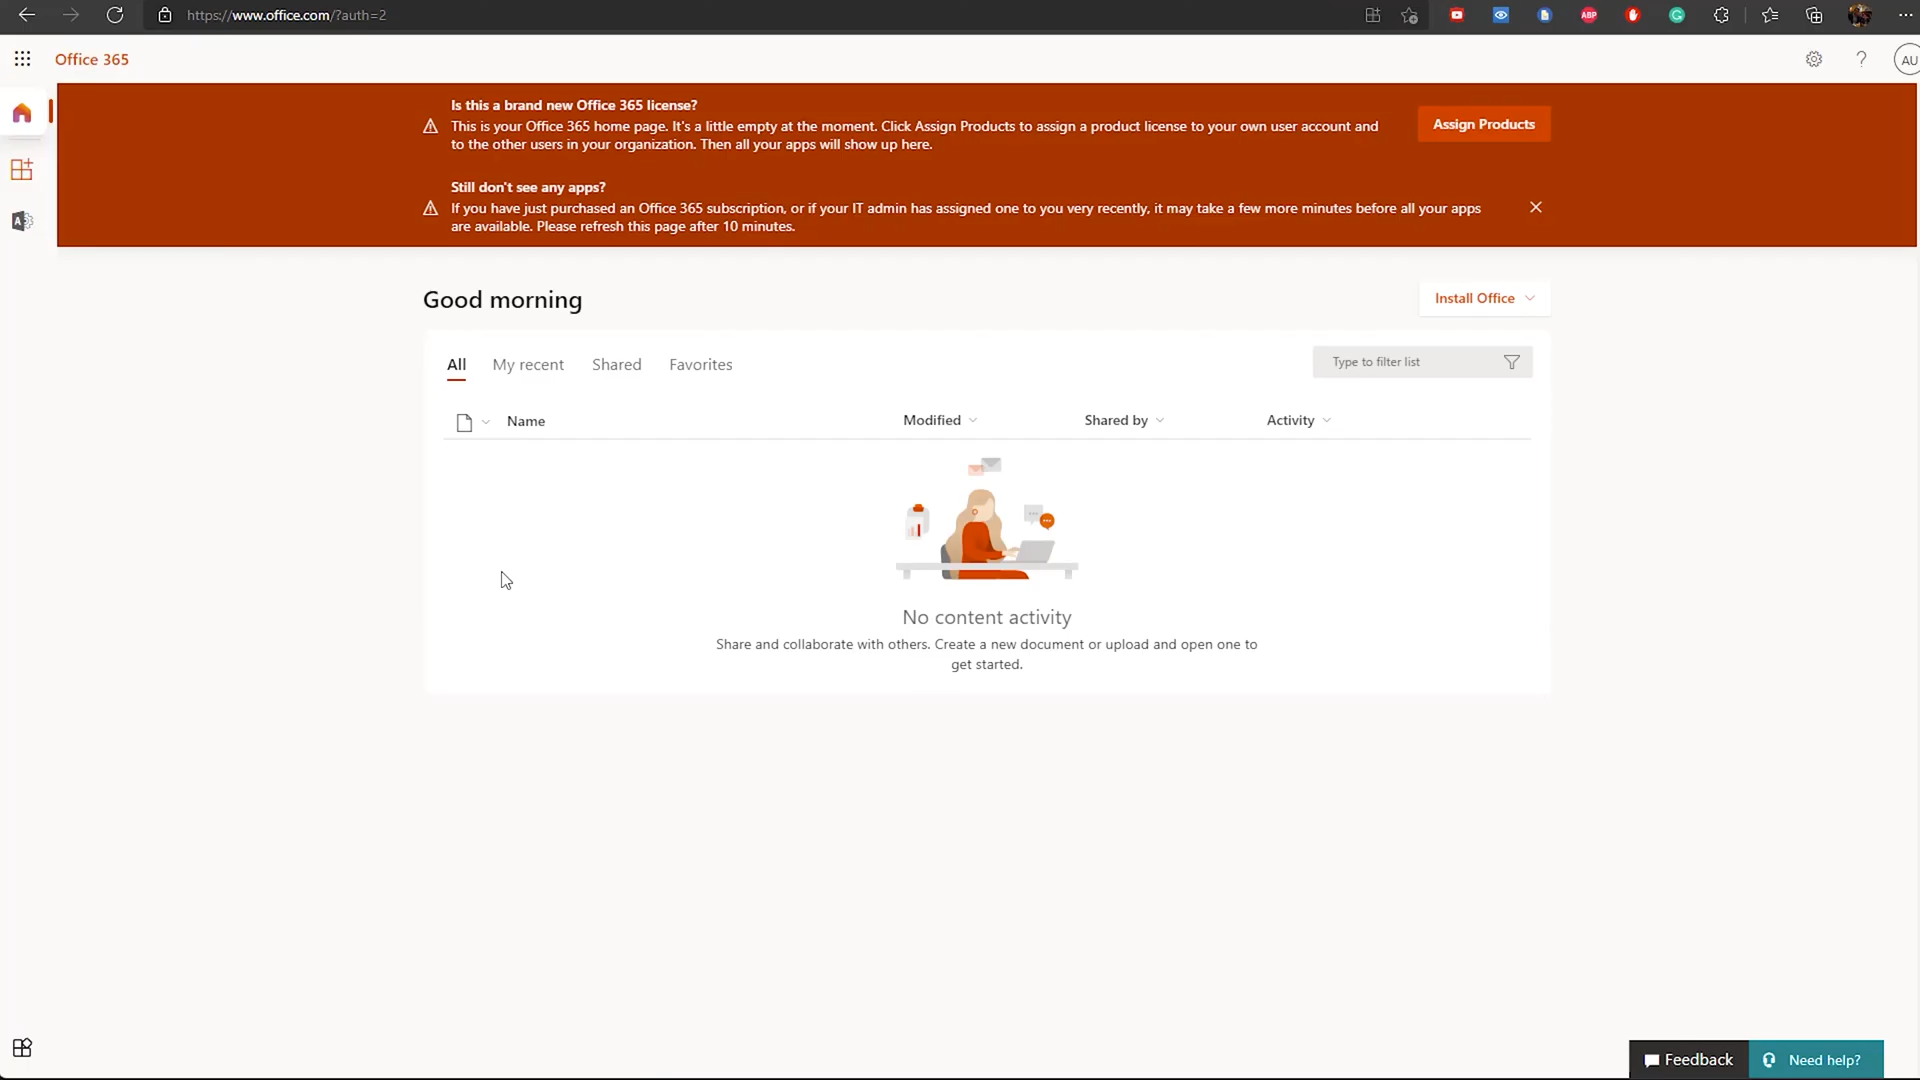 https://www.office.com/?auth=2
ABP
Office 365
?
AU
Is this a brand new Office 365 license?
This is your Office 365 home page. It's a little empty at the moment. Click Assign Products to assign a product license to your own user account and
to the other users in your organization. Then all your apps will show up here.
Assign Products
Still don't see any apps?
If you have just purchased an Office 365 subscription, or if your IT admin has assigned one to you very recently, it may take a few more minutes before all your apps
are available. Please refresh this page after 10 minutes.
A
Good morning
Install Office
All My recent Shared Favorites
Type to filter list
Name Modified Shared by Activity
No content activity
Share and collaborate with others. Create a new document or upload and open one to
get started.
Feedback
Need help?